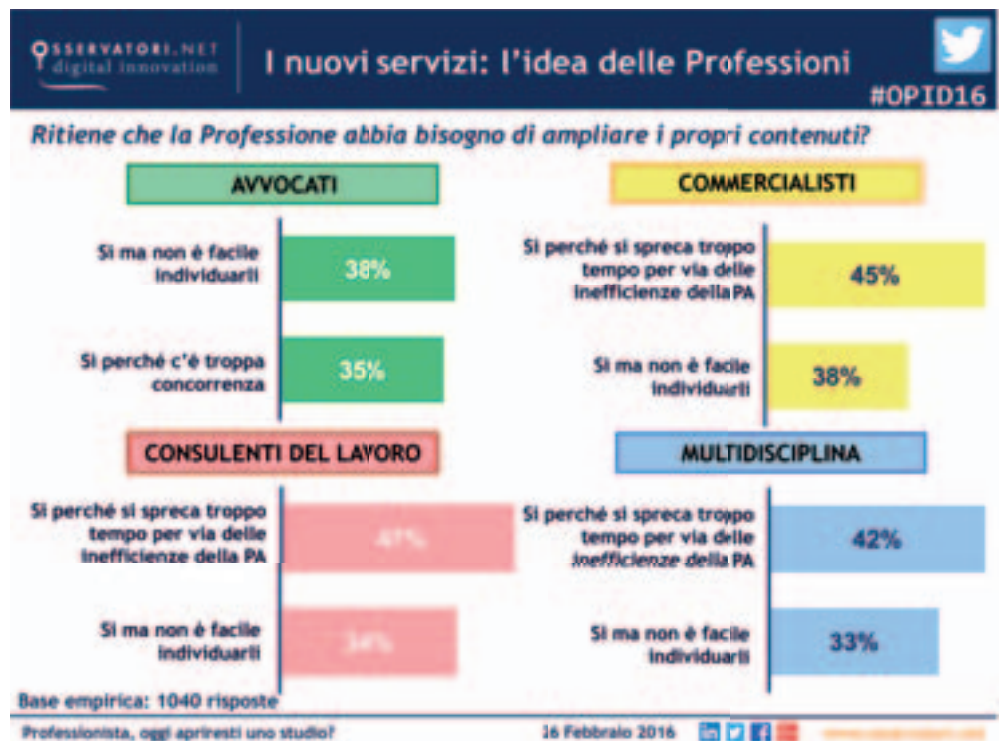 OSSERVATORI.NET
digital innovation
I nuovi servizi: l'idea delle Professioni
#OPID16
Ritiene che la Professione abbia bisogno di ampliare i propri contenuti?
AVVOCATI
Si ma non è facile
individuarli
38%
Si perché c'è troppa
concorrenza
35%
COMMERCIALISTI
Si perché si spreca troppo
tempo per via delle
inefficienze della PA
45%
Si ma non è facile
individuarli
38%
CONSULENTI DEL LAVORO
Si perché si spreca troppo
tempo per via delle
inefficienze della PA
Si ma non è facile
individuarli
34%
MULTIDISCIPLINA
Si perché si spreca troppo
tempo per via delle
inefficienze della PA
42%
Si ma non è facile
individuarli
33%
Base empirica: 1040 risposte
Professionista, oggi apriresti uno studio?
16 Febbraio 2016